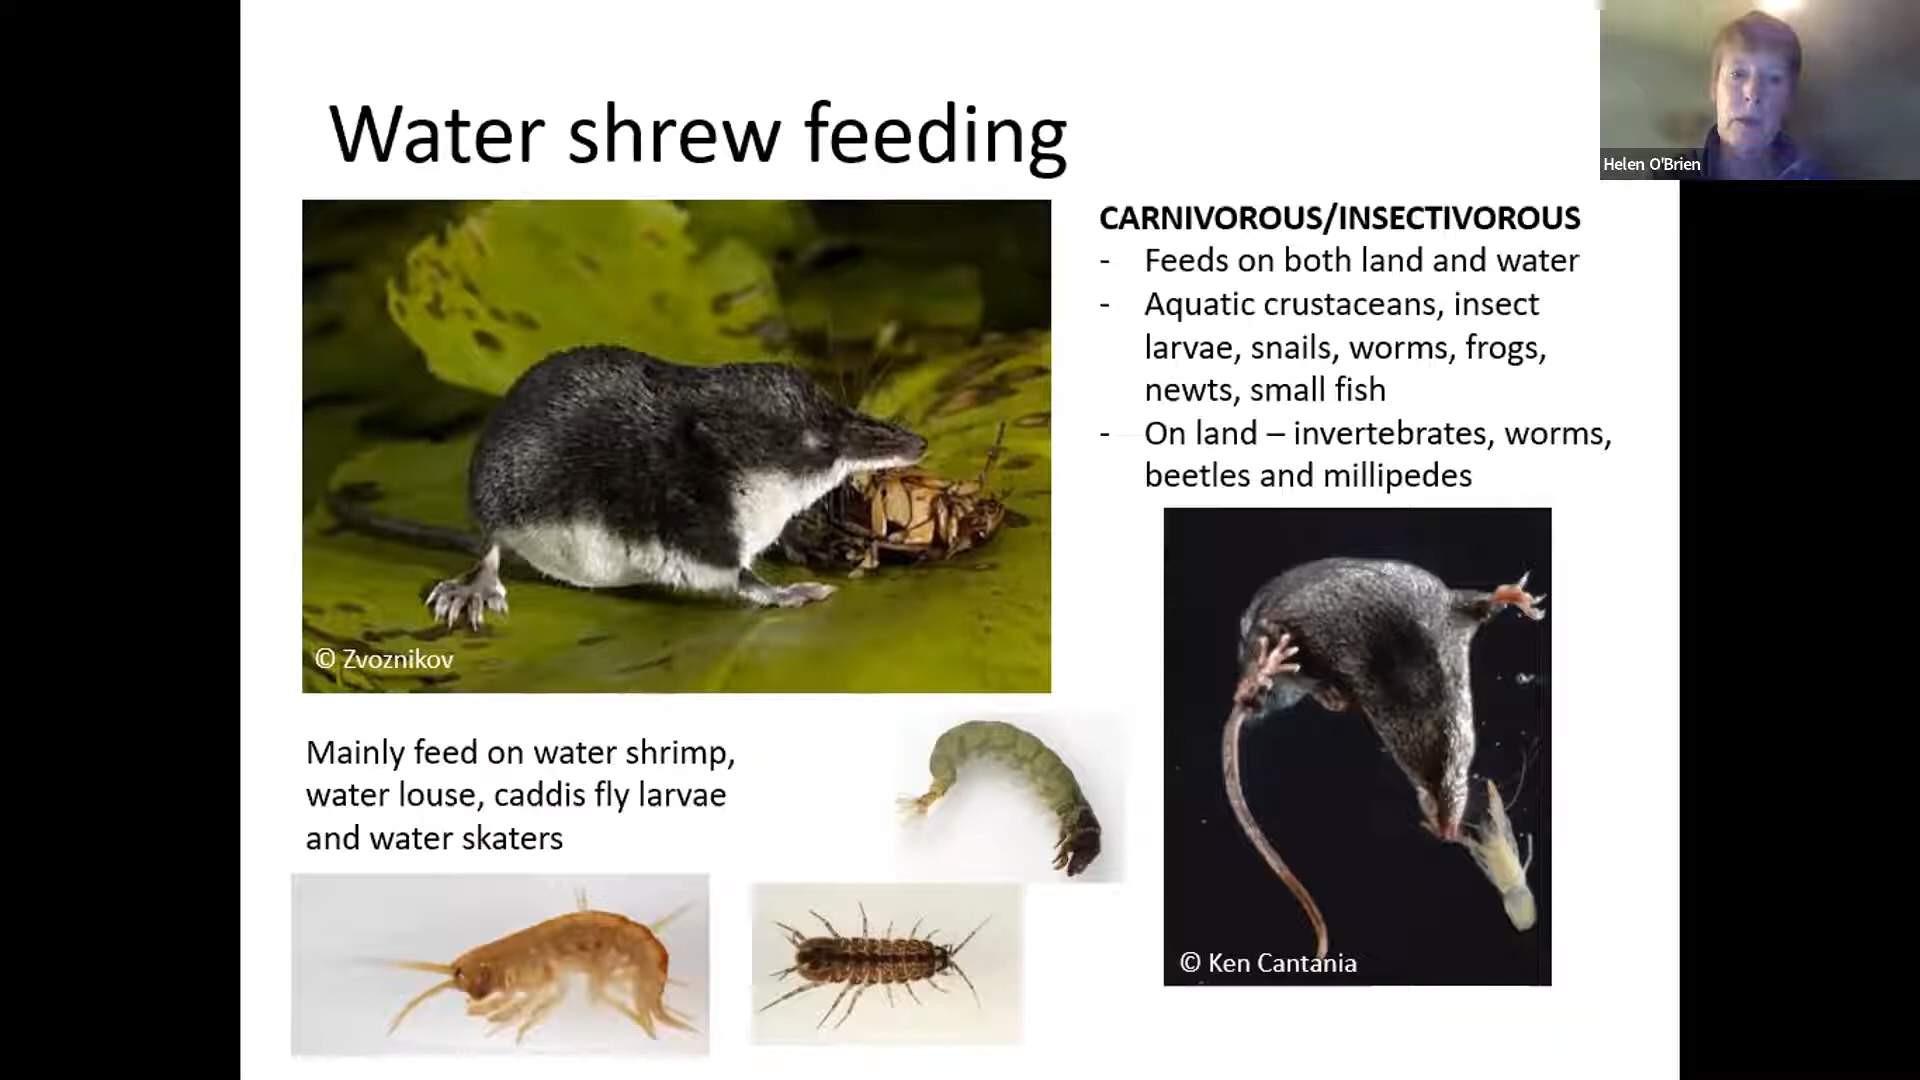 Water shrew feeding
Helen O'Brien
CARNIVOROUS/INSECTIVOROUS
- Feeds on both land and water
- Aquatic crustaceans, insect
larvae, snails, worms, frogs,
newts, small fish
- On land – invertebrates, worms,
beetles and millipedes
© Zvoznikov
Mainly feed on water shrimp,
water louse, caddis fly larvae
and water skaters
© Ken Cantania